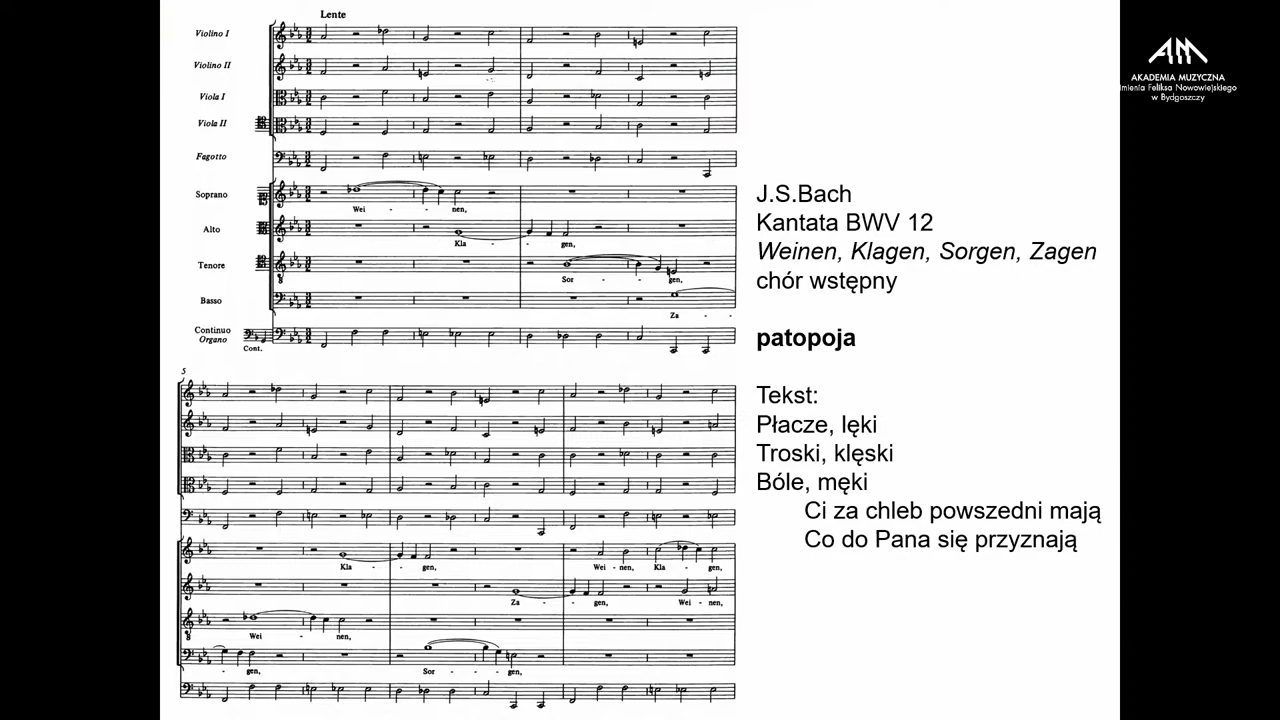 Lente
Violino I
Violino II
Viola I
Viola II
Fagotto
Soprano
Wei - - nen,
Alto
Kla - - gen,
Tenore
Sor - - gen,
Basso
Za - -
Continuo
Organo
Cont.
5
Kla - - gen,
Wei - nen, Kla - gen,
Za - - gen, Wei - nen,
Wei - nen,
- gen, Sor - - gen,
J.S.Bach
Kantata BWV 12
Weinen, Klagen, Sorgen, Zagen
chór wstępny
patopoja
Tekst:
Płacze, lęki
Troski, klęski
Bóle, męki
Ci za chleb powszedni mają
Co do Pana się przyznają
AKADEMIA MUZYCZNA
imienia Feliksa Nowowiejskiego
w Bydgoszczy